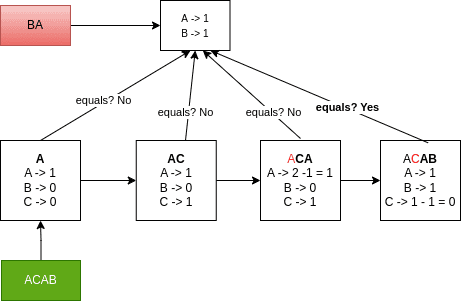 BA
A -> 1
B -> 1
equals? No
equals? No
equals? No
equals? Yes
A
A -> 1
B -> 0
C -> 0
AC
A -> 1
B -> 0
C -> 1
ACA
A -> 2 -1 = 1
B -> 0
C -> 1
ACAB
A -> 1
B -> 1
C -> 1 - 1 = 0
ACAB